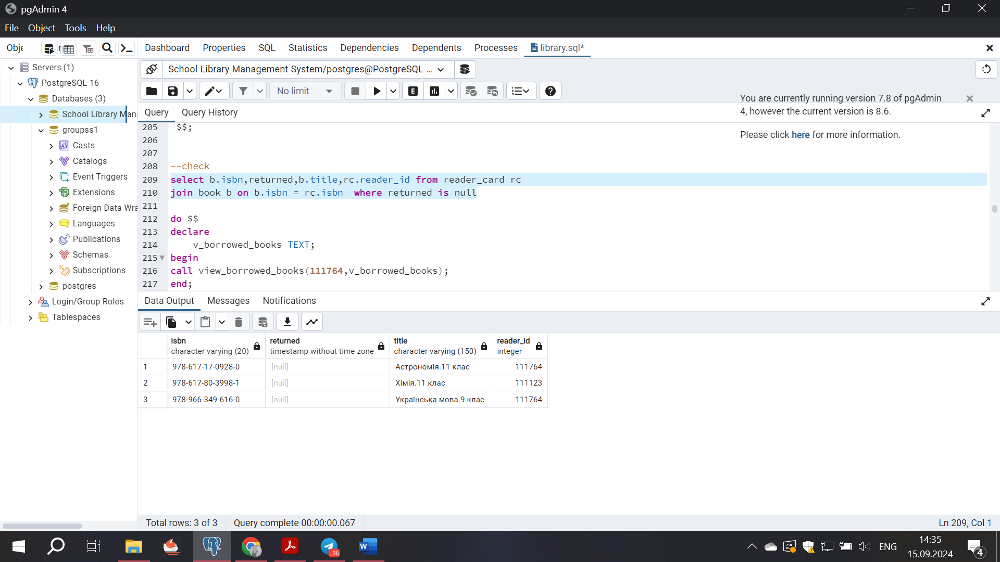 pgAdmin 4
File Object Tools Help
Obje
Dashboard Properties SQL Statistics Dependencies Dependents Processes library.sql*
Servers (1)
PostgreSQL 16
Databases (3)
School Library Man
groupss1
Casts
Catalogs
Event Triggers
Extensions
Foreign Data Wra
Languages
Publications
Schemas
Subscriptions
postgres
Login/Group Roles
Tablespaces
School Library Management System/postgres@PostgreSQL ...
No limit
E
You are currently running version 7.8 of pgAdmin
4, however the current version is 8.6.
Please click here for more information.
Query Query History
205 $$;
206
207
208 --check
209 select b.isbn,returned,b.title,rc.reader_id from reader_card rc
210 join book b on b.isbn = rc.isbn  where returned is null
211
212 do $$
213 declare
214 v_borrowed_books TEXT;
215 begin
216 call view_borrowed_books(111764,v_borrowed_books);
217 end;
Data Output Messages Notifications
isbn returned title reader_id
character varying (20) timestamp without time zone character varying (150) integer
1 978-617-17-0928-0 [null] Астрономія.11 клас 111764
2 978-617-80-3998-1 [null] Хімія.11 клас 111123
3 978-966-349-616-0 [null] Українська мова.9 клас 111764
Total rows: 3 of 3 Query complete 00:00:00.067 Ln 209, Col 1
..96
W
ENG
14:35
15.09.2024
4